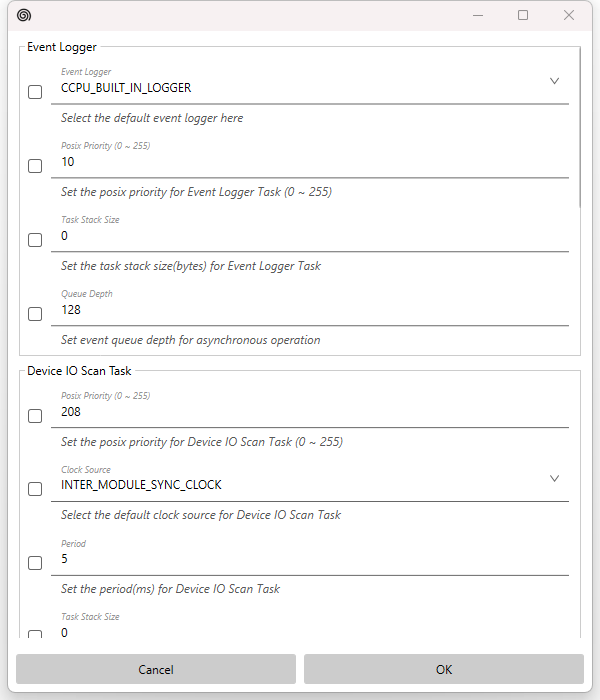 Event Logger
Event Logger
CCPU_BUILT_IN_LOGGER
Select the default event logger here
Posix Priority (0 ~ 255)
10
Set the posix priority for Event Logger Task (0 ~ 255)
Task Stack Size
0
Set the task stack size(bytes) for Event Logger Task
Queue Depth
128
Set event queue depth for asynchronous operation
Device IO Scan Task
Posix Priority (0 ~ 255)
208
Set the posix priority for Device IO Scan Task (0 ~ 255)
Clock Source
INTER_MODULE_SYNC_CLOCK
Select the default clock source for Device IO Scan Task
Period
5
Set the period(ms) for Device IO Scan Task
Task Stack Size
0
Cancel
OK